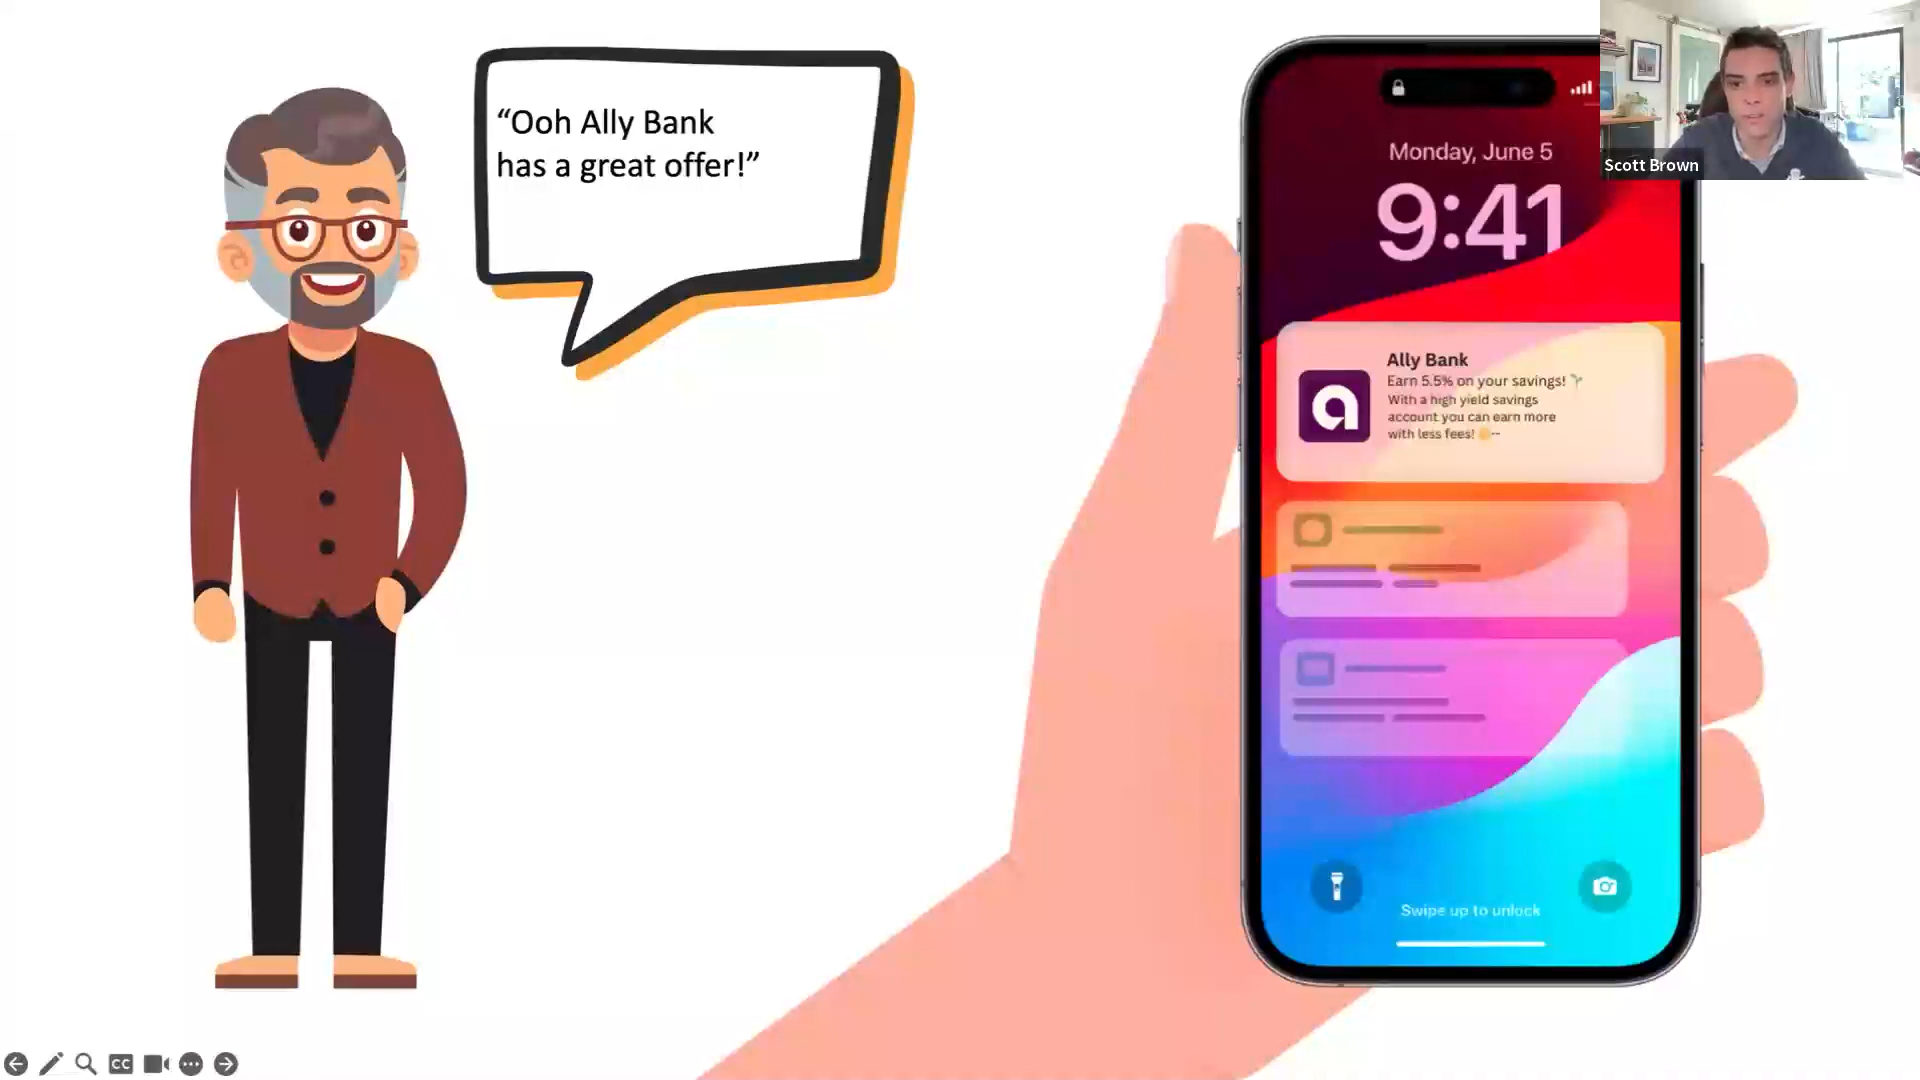 “Ooh Ally Bank
has a great offer!”
Monday, June 5
9:41
Ally Bank
Earn 5.5% on your savings!
With a high yield savings
account you can earn more
with less fees!
Swipe up to unlock
Scott Brown
CC